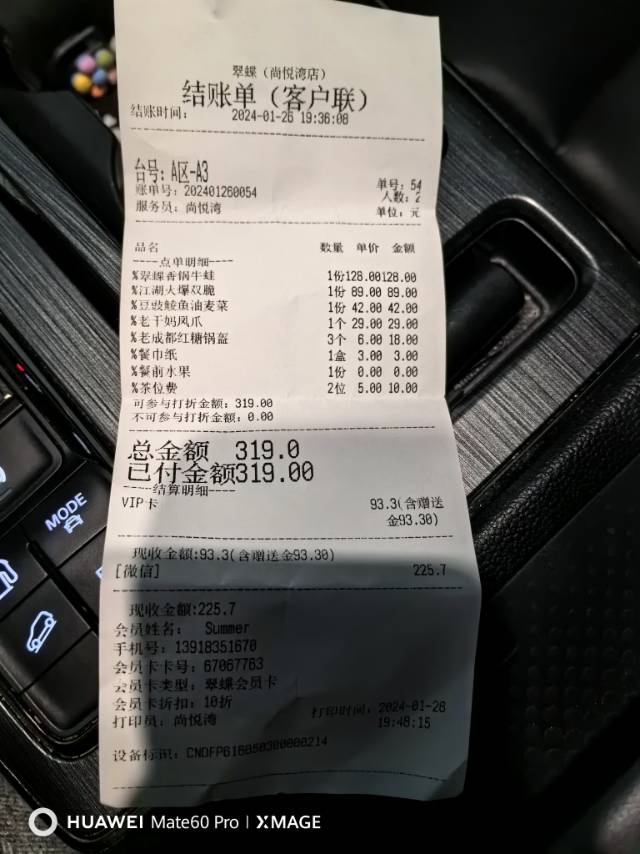 翠蝶（尚悦湾店）
结账单（客户联）
结账时间： 2024-01-26 19:36:08
台号：A区-A3
账单号：202401260054 单号：54
人数：2
服务员：尚悦湾 单位：元
品名 数量 单价 金额
----点单明细----
%翠蝶香锅牛蛙 1份128.00128.00
%江湖火爆双脆 1份 89.00 89.00
%豆豉鲮鱼油麦菜 1份 42.00 42.00
%老干妈凤爪 1个 29.00 29.00
%老成都红糖锅盔 3个 6.00 18.00
%餐巾纸 1盒 3.00 3.00
%餐前水果 1份 0.00 0.00
%茶位费 2位 5.00 10.00
可参与打折金额：319.00
不可参与打折金额：0.00
总金额 319.0
已付金额319.00
----结算明细----
VIP卡 93.3(含赠送
金93.30)
现收金额:93.3(含赠送金93.30)
[微信] 225.7
现收金额:225.7
会员姓名： Summer
手机号：13918351670
会员卡卡号：67067763
会员卡类型：翠蝶会员卡
会员卡折扣：10折
打印员：尚悦湾 打印时间：2024-01-26
19:48:15
设备标识：CNDFP616050300000214
MODE
HUAWEI Mate60 Pro | XMAGE